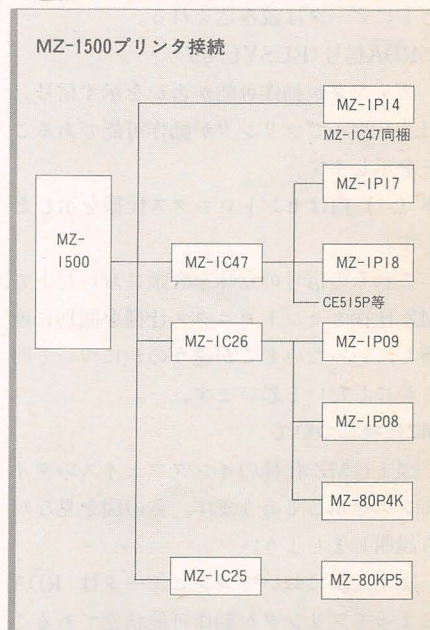 MZ-1500プリンタ接続
MZ-1P14
MZ-1C47同梱
MZ-1P17
MZ-
1500
MZ-1C47
MZ-1P18
CE515P等
MZ-1C26
MZ-1P09
MZ-1P08
MZ-80P4K
MZ-1C25
MZ-80KP5